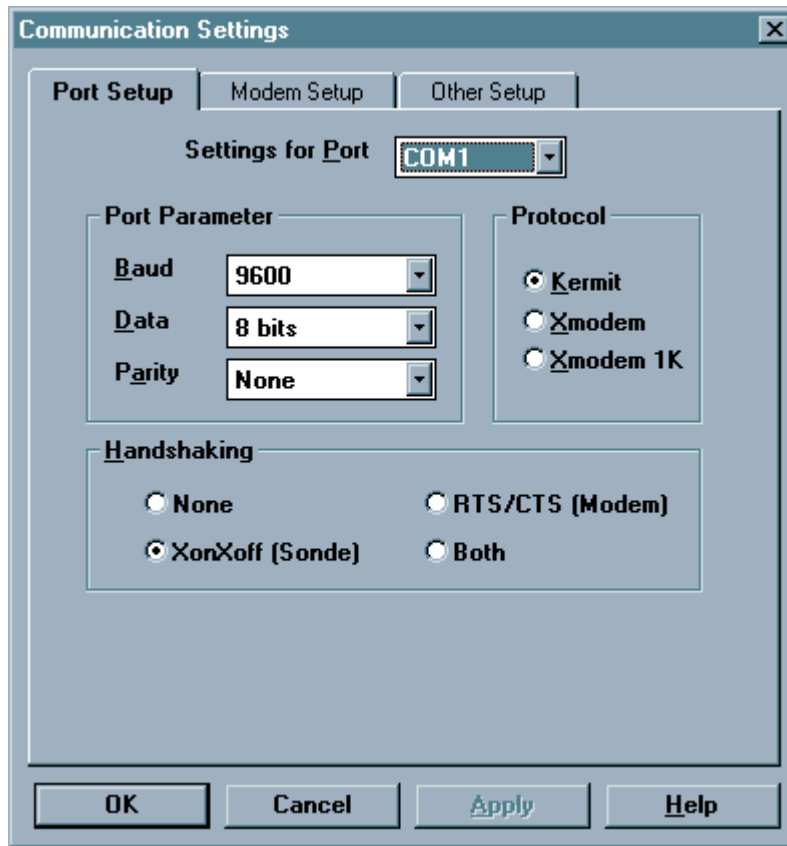 Communication Settings
Port Setup Modem Setup Other Setup
Settings for Port COM1
Port Parameter
Baud 9600
Data 8 bits
Parity None
Protocol
Kermit
Xmodem
Xmodem 1K
Handshaking
None RTS/CTS (Modem)
XonXoff (Sonde) Both
OK Cancel Apply Help